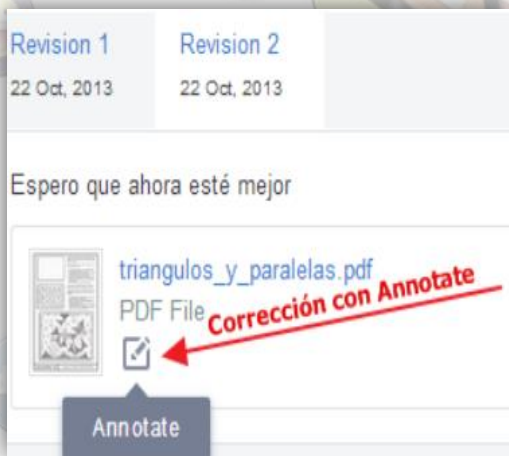 Revision 1 Revision 2
22 Oct, 2013 22 Oct, 2013
Espero que ahora esté mejor
triangulos_y_paralelas.pdf
PDF File
Corrección con Annotate
Annotate